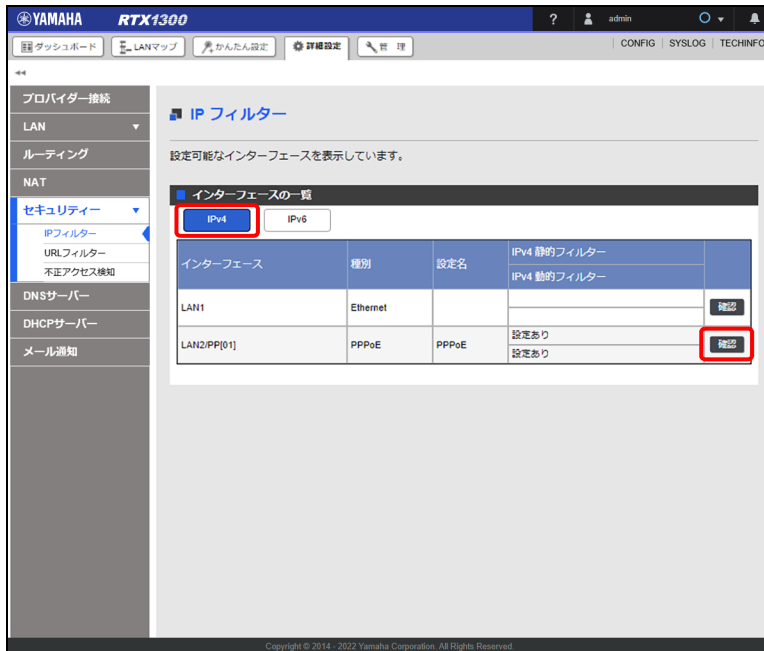 YAMAHA RTX1300 ? admin
ダッシュボード LANマップ かんたん設定 詳細設定 管 理 CONFIG SYSLOG TECHINFO
プロバイダー接続
LAN
ルーティング
NAT
セキュリティー
IPフィルター
URLフィルター
不正アクセス検知
DNSサーバー
DHCPサーバー
メール通知
IP フィルター
設定可能なインターフェースを表示しています。
インターフェースの一覧
IPv4 IPv6
インターフェース 種別 設定名 IPv4 静的フィルター
IPv4 動的フィルター
LAN1 Ethernet 確認
LAN2/PP[01] PPPoE PPPoE 設定あり 確認
設定あり
Copyright © 2014 - 2022 Yamaha Corporation. All Rights Reserved.